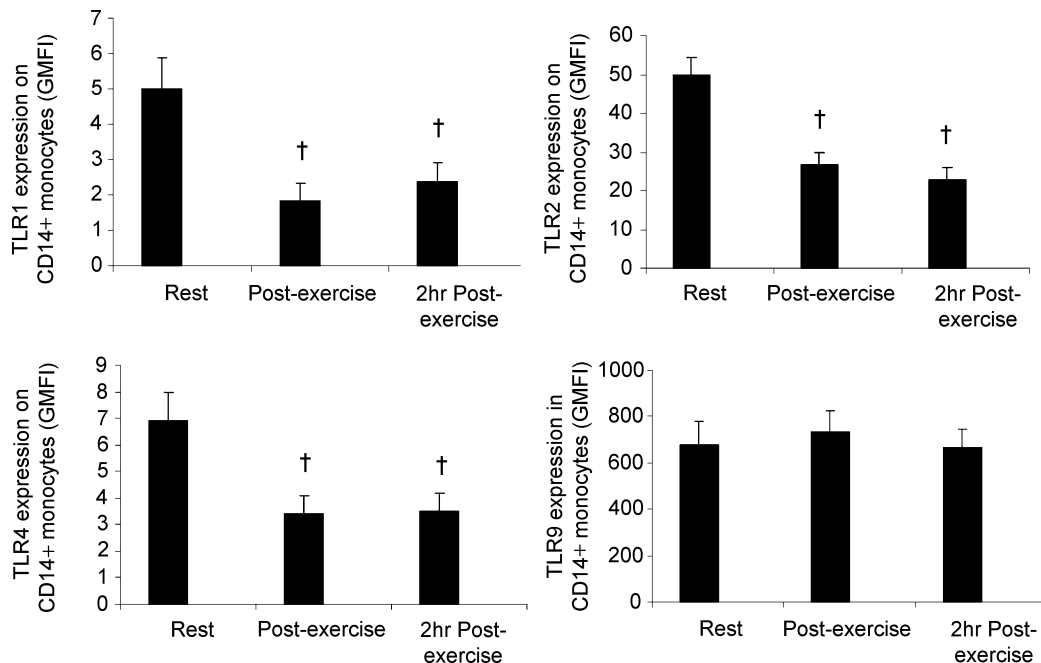 TLR1 expression on
CD14+ monocytes (GMFI)
7
6
5
4
3
2
1
0
†
†
Rest
Post-exercise
2hr Post-
exercise
TLR2 expression on
CD14+ monocytes (GMFI)
60
50
40
30
20
10
0
†
†
Rest
Post-exercise
2hr Post-
exercise
TLR4 expression on
CD14+ monocytes (GMFI)
9
8
7
6
5
4
3
2
1
0
†
†
Rest
Post-exercise
2hr Post-
exercise
TLR9 expression in
CD14+ monocytes (GMFI)
1000
800
600
400
200
0
Rest
Post-exercise
2hr Post-
exercise